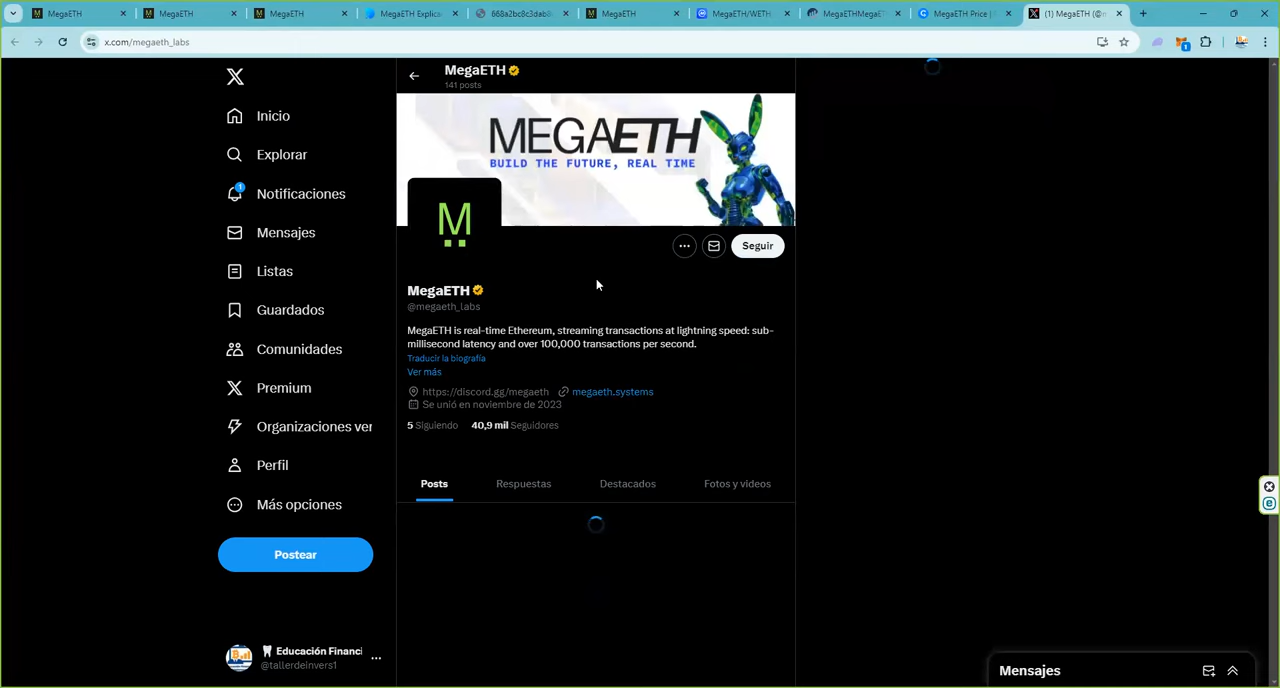 MegaETH
MegaETH
MegaETH
MegaETH Explica
668a2bc8c3dab8
MegaETH
MegaETH/WETH
MegaETHMegaET
MegaETH Price |
(1) MegaETH (@m
x.com/megaeth_labs
1
MegaETH
141 posts
MEGAETH
BUILD THE FUTURE, REAL TIME
M
Inicio
Explorar
1
Notificaciones
Mensajes
Listas
Guardados
Comunidades
Premium
Organizaciones ver
Perfil
Más opciones
Postear
Educación Financi
@tallerdeinvers1
Seguir
MegaETH
@megaeth_labs
MegaETH is real-time Ethereum, streaming transactions at lightning speed: sub-
millisecond latency and over 100,000 transactions per second.
Traducir la biografía
Ver más
https://discord.gg/megaeth megaeth.systems
Se unió en noviembre de 2023
5 Siguiendo 40,9 mil Seguidores
Posts Respuestas Destacados Fotos y videos
Mensajes